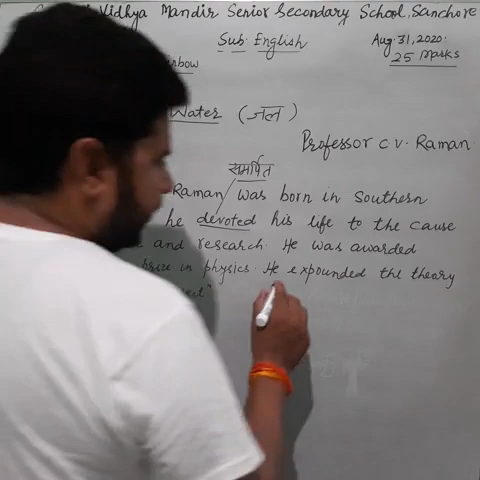 Vidhya Mandir Senior Secondary School, Sanchore
Sub. English
Aug. 31, 2020
25 Marks
Water (जल)
Professor C.V. Raman
समर्पित
Raman was born in Southern
he devoted his life to the cause
and research. He was awarded
prize in physics. He expounded the theory